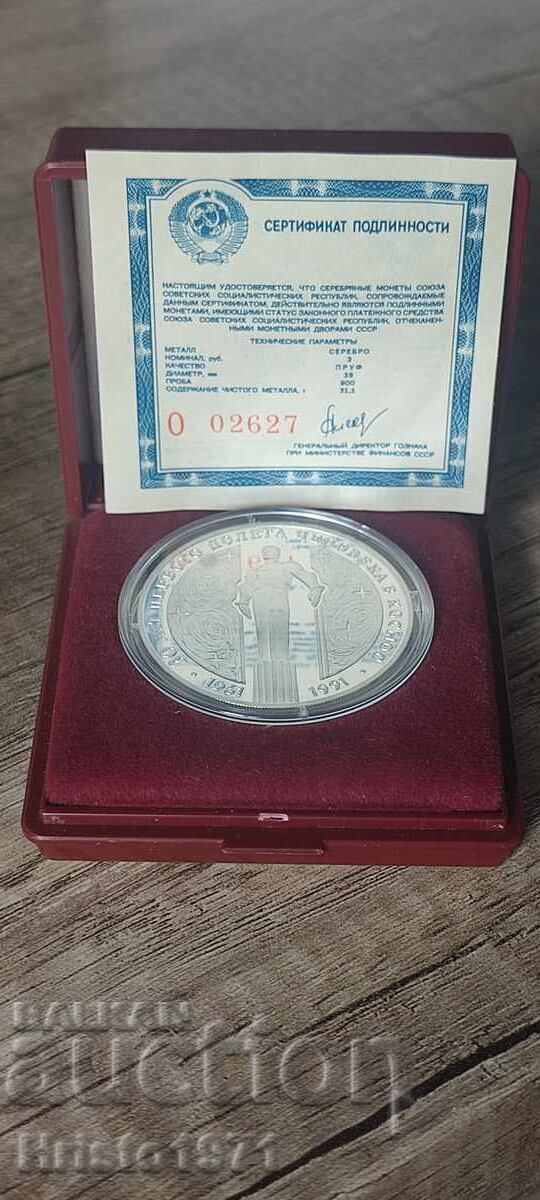 СЕРТИФИКАТ ПОДЛИННОСТИ
НАСТОЯЩИМ УДОСТОВЕРЯЕТСЯ, ЧТО СЕРЕБРЯНЫЕ МОНЕТЫ СОЮЗА
СОВЕТСКИХ СОЦИАЛИСТИЧЕСКИХ РЕСПУБЛИК, СОПРОВОЖДАЕМЫЕ
ДАННЫМ СЕРТИФИКАТОМ, ДЕЙСТВИТЕЛЬНО ЯВЛЯЮТСЯ ПОДЛИННЫМИ
МОНЕТАМИ, ИМЕЮЩИМИ СТАТУС ЗАКОННОГО ПЛАТЕЖНОГО СРЕДСТВА
СОЮЗА СОВЕТСКИХ СОЦИАЛИСТИЧЕСКИХ РЕСПУБЛИК, ОТЧЕКАНЕН-
НЫМИ МОНЕТНЫМИ ДВОРАМИ СССР
ТЕХНИЧЕСКИЕ ПАРАМЕТРЫ
МЕТАЛЛ СЕРЕБРО
НОМИНАЛ, руб. 3
КАЧЕСТВО ПРУФ
ДИАМЕТР, мм 39
ПРОБА 900
СОДЕРЖАНИЕ ЧИСТОГО МЕТАЛЛА, г 31,1
О 02627
ГЕНЕРАЛЬНЫЙ ДИРЕКТОР ГОЗНАКА
ПРИ МИНИСТЕРСТВЕ ФИНАНСОВ СССР
ПЕРВОГО ПОЛЕТА ЧЕЛОВЕКА В КОСМОС
1961 1991
BALKAN
auction
Hristo1971